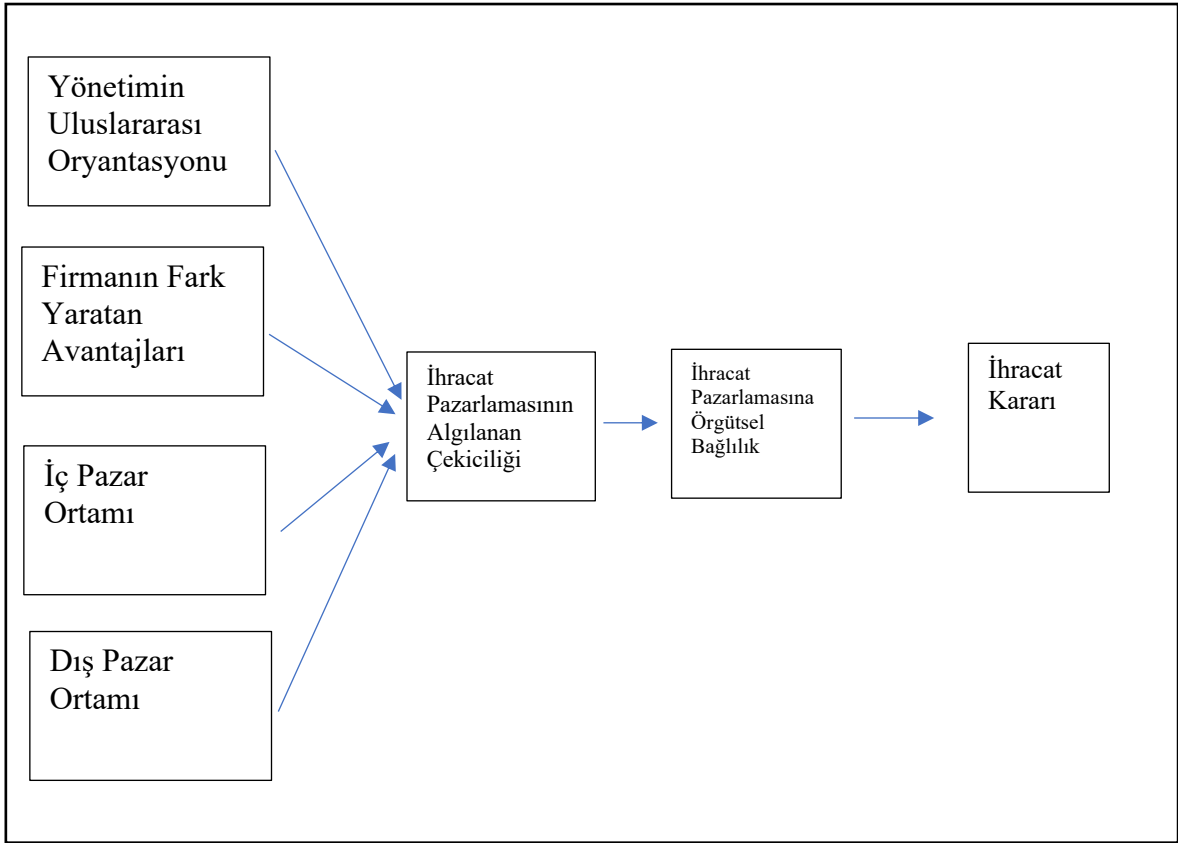 Yönetimin
Uluslararası
Oryantasyonu
Firmanın Fark
Yaratan
Avantajları
İç Pazar
Ortamı
Dış Pazar
Ortamı
İhracat
Pazarlamasının
Algılanan
Çekiciliği
İhracat
Pazarlamasına
Örgütsel
Bağlılık
İhracat
Kararı